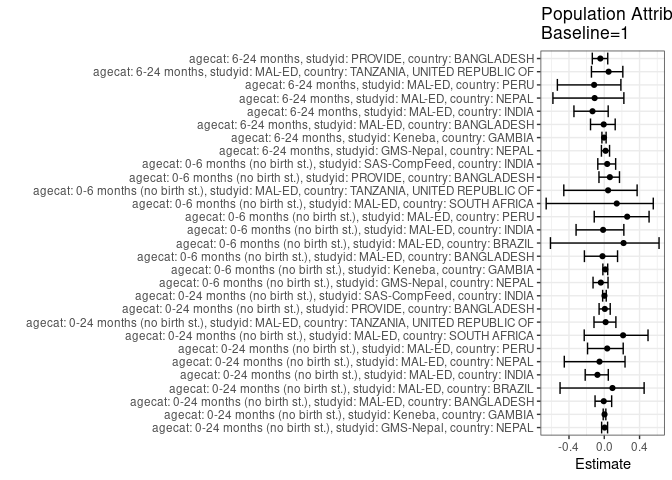 Population Attrib
Baseline=1
agecat: 6-24 months, studyid: PROVIDE, country: BANGLADESH
agecat: 6-24 months, studyid: MAL-ED, country: TANZANIA, UNITED REPUBLIC OF
agecat: 6-24 months, studyid: MAL-ED, country: PERU
agecat: 6-24 months, studyid: MAL-ED, country: NEPAL
agecat: 6-24 months, studyid: MAL-ED, country: INDIA
agecat: 6-24 months, studyid: MAL-ED, country: BANGLADESH
agecat: 6-24 months, studyid: Keneba, country: GAMBIA
agecat: 6-24 months, studyid: GMS-Nepal, country: NEPAL
agecat: 0-6 months (no birth st.), studyid: SAS-CompFeed, country: INDIA
agecat: 0-6 months (no birth st.), studyid: PROVIDE, country: BANGLADESH
agecat: 0-6 months (no birth st.), studyid: MAL-ED, country: TANZANIA, UNITED REPUBLIC OF
agecat: 0-6 months (no birth st.), studyid: MAL-ED, country: SOUTH AFRICA
agecat: 0-6 months (no birth st.), studyid: MAL-ED, country: PERU
agecat: 0-6 months (no birth st.), studyid: MAL-ED, country: INDIA
agecat: 0-6 months (no birth st.), studyid: MAL-ED, country: BRAZIL
agecat: 0-6 months (no birth st.), studyid: MAL-ED, country: BANGLADESH
agecat: 0-6 months (no birth st.), studyid: Keneba, country: GAMBIA
agecat: 0-6 months (no birth st.), studyid: GMS-Nepal, country: NEPAL
agecat: 0-24 months (no birth st.), studyid: SAS-CompFeed, country: INDIA
agecat: 0-24 months (no birth st.), studyid: PROVIDE, country: BANGLADESH
agecat: 0-24 months (no birth st.), studyid: MAL-ED, country: TANZANIA, UNITED REPUBLIC OF
agecat: 0-24 months (no birth st.), studyid: MAL-ED, country: SOUTH AFRICA
agecat: 0-24 months (no birth st.), studyid: MAL-ED, country: PERU
agecat: 0-24 months (no birth st.), studyid: MAL-ED, country: NEPAL
agecat: 0-24 months (no birth st.), studyid: MAL-ED, country: INDIA
agecat: 0-24 months (no birth st.), studyid: MAL-ED, country: BRAZIL
agecat: 0-24 months (no birth st.), studyid: MAL-ED, country: BANGLADESH
agecat: 0-24 months (no birth st.), studyid: Keneba, country: GAMBIA
agecat: 0-24 months (no birth st.), studyid: GMS-Nepal, country: NEPAL
-0.4 0.0 0.4
Estimate